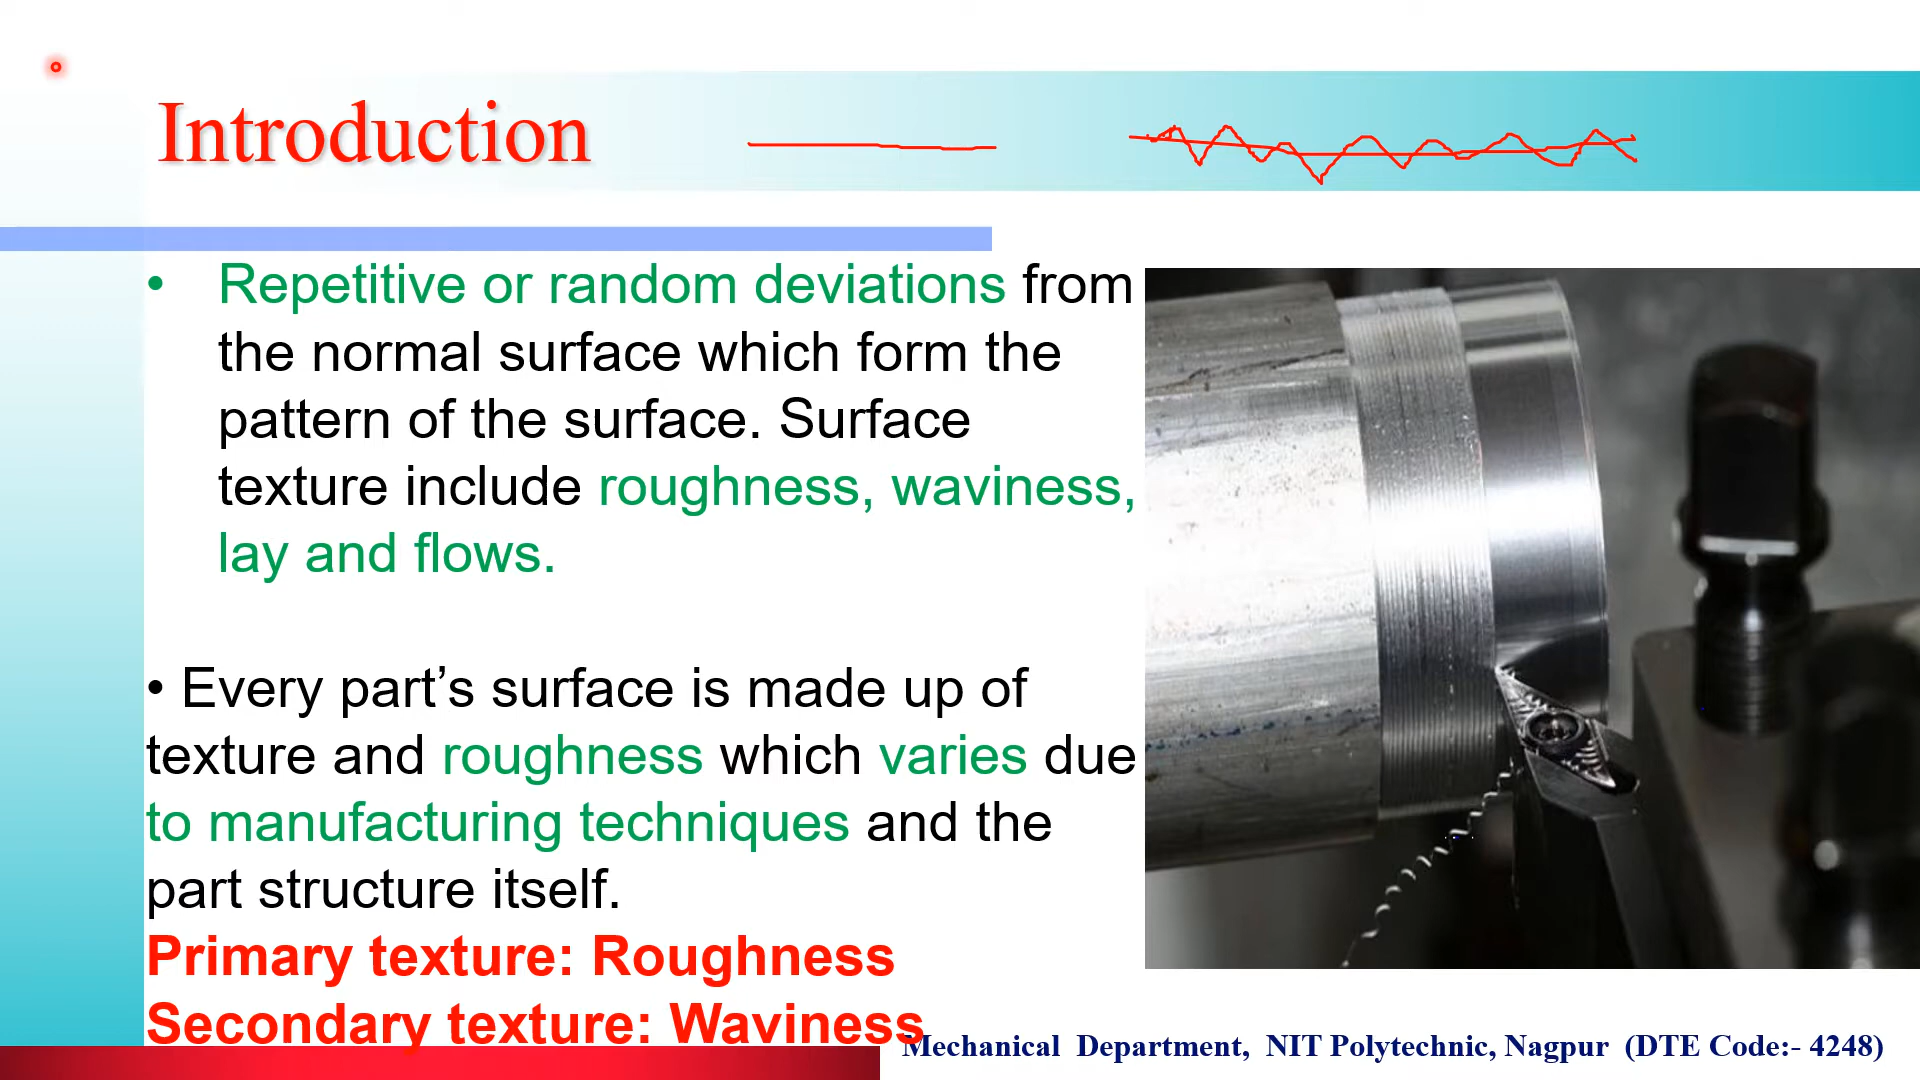 Introduction
• Repetitive or random deviations from
the normal surface which form the
pattern of the surface. Surface
texture include roughness, waviness,
lay and flows.
• Every part’s surface is made up of
texture and roughness which varies due
to manufacturing techniques and the
part structure itself.
Primary texture: Roughness
Secondary texture: Waviness
Mechanical Department, NIT Polytechnic, Nagpur (DTE Code:- 4248)